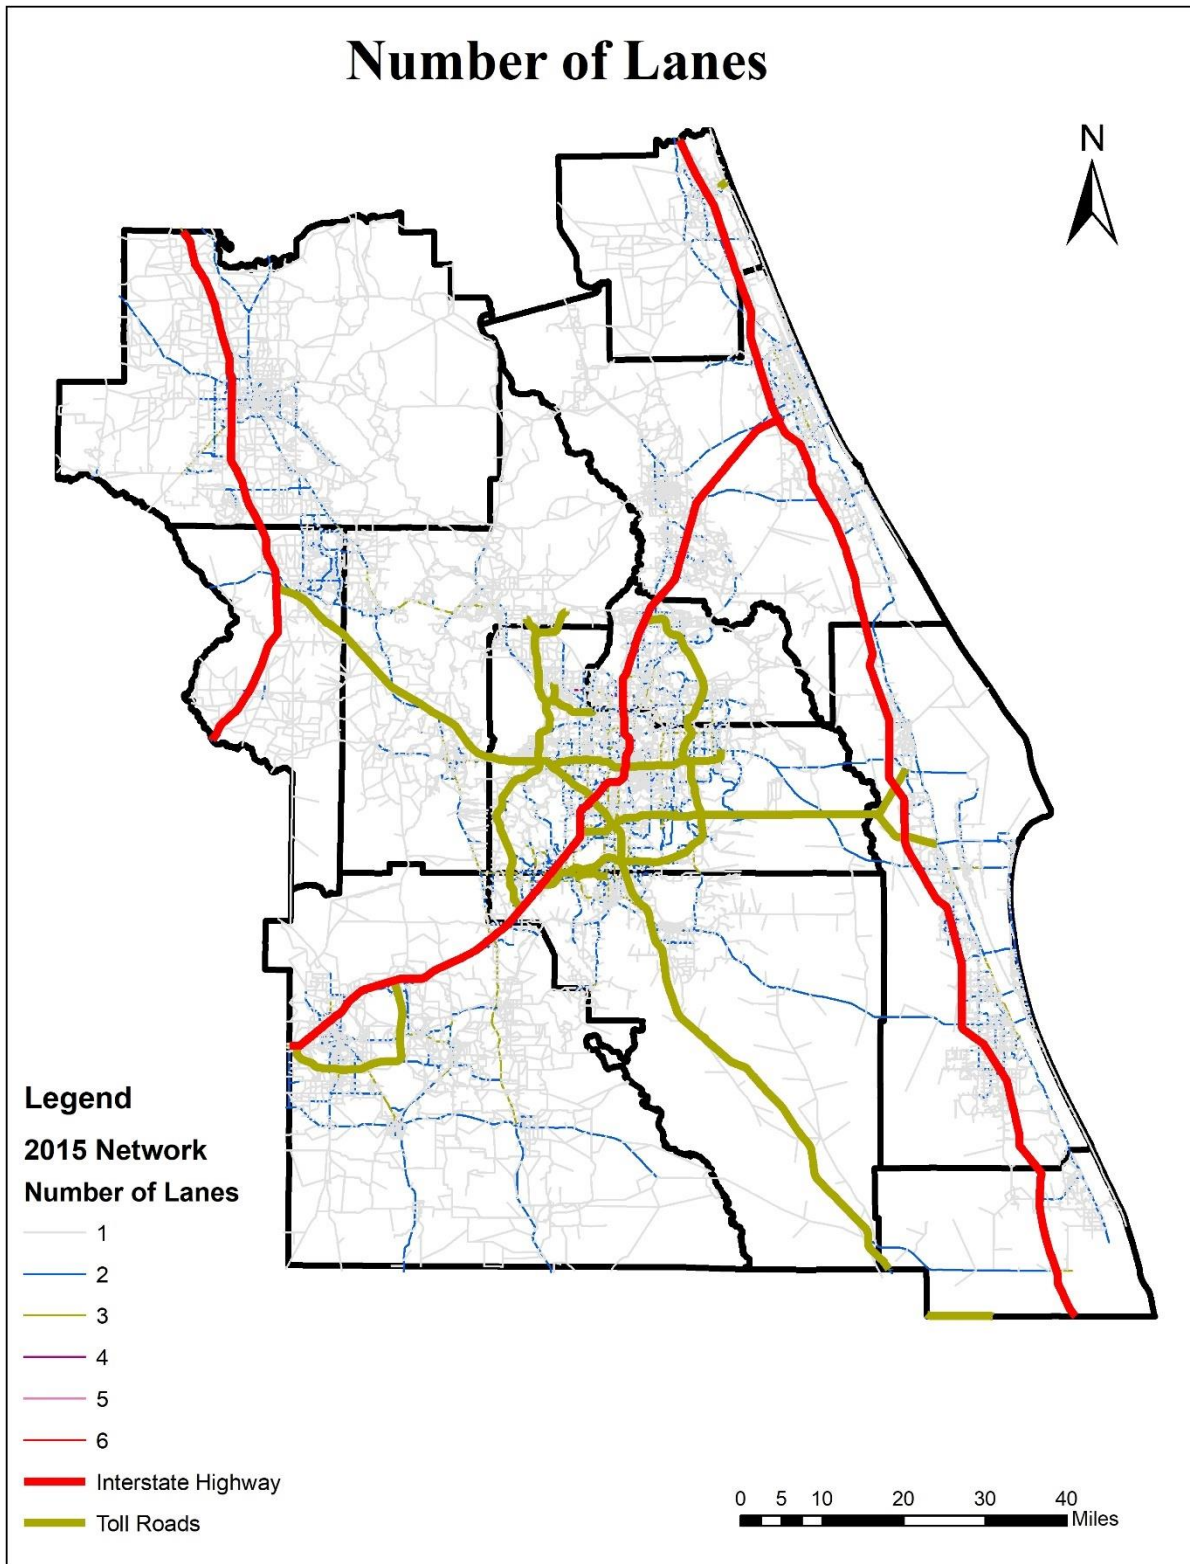 Number of Lanes
N
Legend
2015 Network
Number of Lanes
1
2
3
4
5
6
Interstate Highway
Toll Roads
0 5 10 20 30 40
Miles